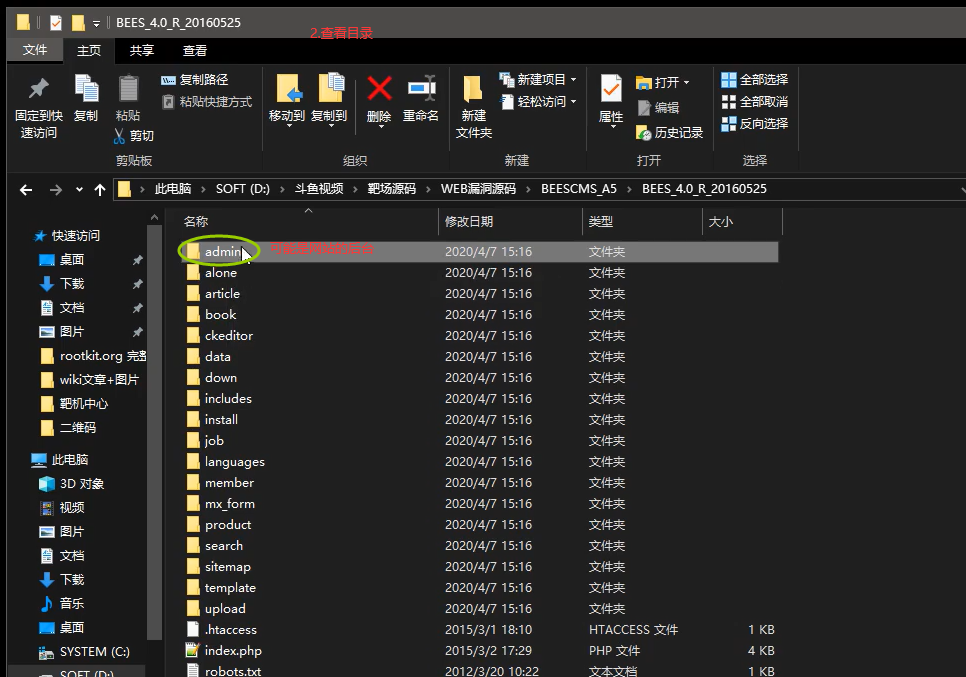 BEES_4.0_R_20160525
2.查看目录
文件 主页 共享 查看
固定到快速访问
复制
粘贴
复制路径
粘贴快捷方式
剪切
移动到 复制到 删除 重命名
新建文件夹
新建项目
轻松访问
属性
打开
编辑
历史记录
全部选择
全部取消
反向选择
剪贴板 组织 新建 打开 选择
此电脑 SOFT (D:) 斗鱼视频 靶场源码 WEB漏洞源码 BEESCMS_A5 BEES_4.0_R_20160525
快速访问
桌面
下载
文档
图片
rootkit.org 完整
wiki文章+图片
靶机中心
二维码
此电脑
3D 对象
视频
图片
文档
下载
音乐
桌面
SYSTEM (C:)
SOFT (D:)
名称 修改日期 类型 大小
admin 2020/4/7 15:16 文件夹
alone 2020/4/7 15:16 文件夹
article 2020/4/7 15:16 文件夹
book 2020/4/7 15:16 文件夹
ckeditor 2020/4/7 15:16 文件夹
data 2020/4/7 15:16 文件夹
down 2020/4/7 15:16 文件夹
includes 2020/4/7 15:16 文件夹
install 2020/4/7 15:16 文件夹
job 2020/4/7 15:16 文件夹
languages 2020/4/7 15:16 文件夹
member 2020/4/7 15:16 文件夹
mx_form 2020/4/7 15:16 文件夹
product 2020/4/7 15:16 文件夹
search 2020/4/7 15:16 文件夹
sitemap 2020/4/7 15:16 文件夹
template 2020/4/7 15:16 文件夹
upload 2020/4/7 15:16 文件夹
.htaccess 2015/3/1 18:10 HTACCESS 文件 1 KB
index.php 2015/3/2 17:29 PHP 文件 4 KB
robots.txt 2012/3/20 10:22 文本文档 1 KB